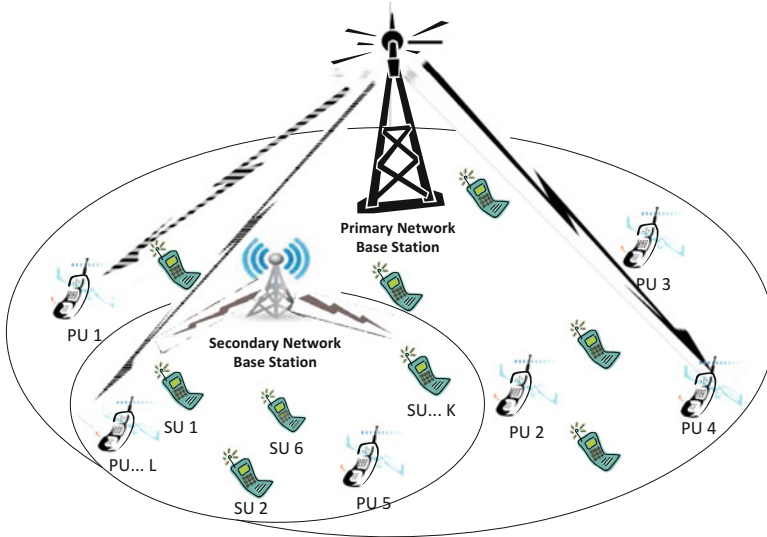 Primary Network
Base Station
PU 3
PU 1
Secondary Network
Base Station
SU... K
SU 1
PU 2
PU 4
SU 6
PU... L
SU 2
PU 5